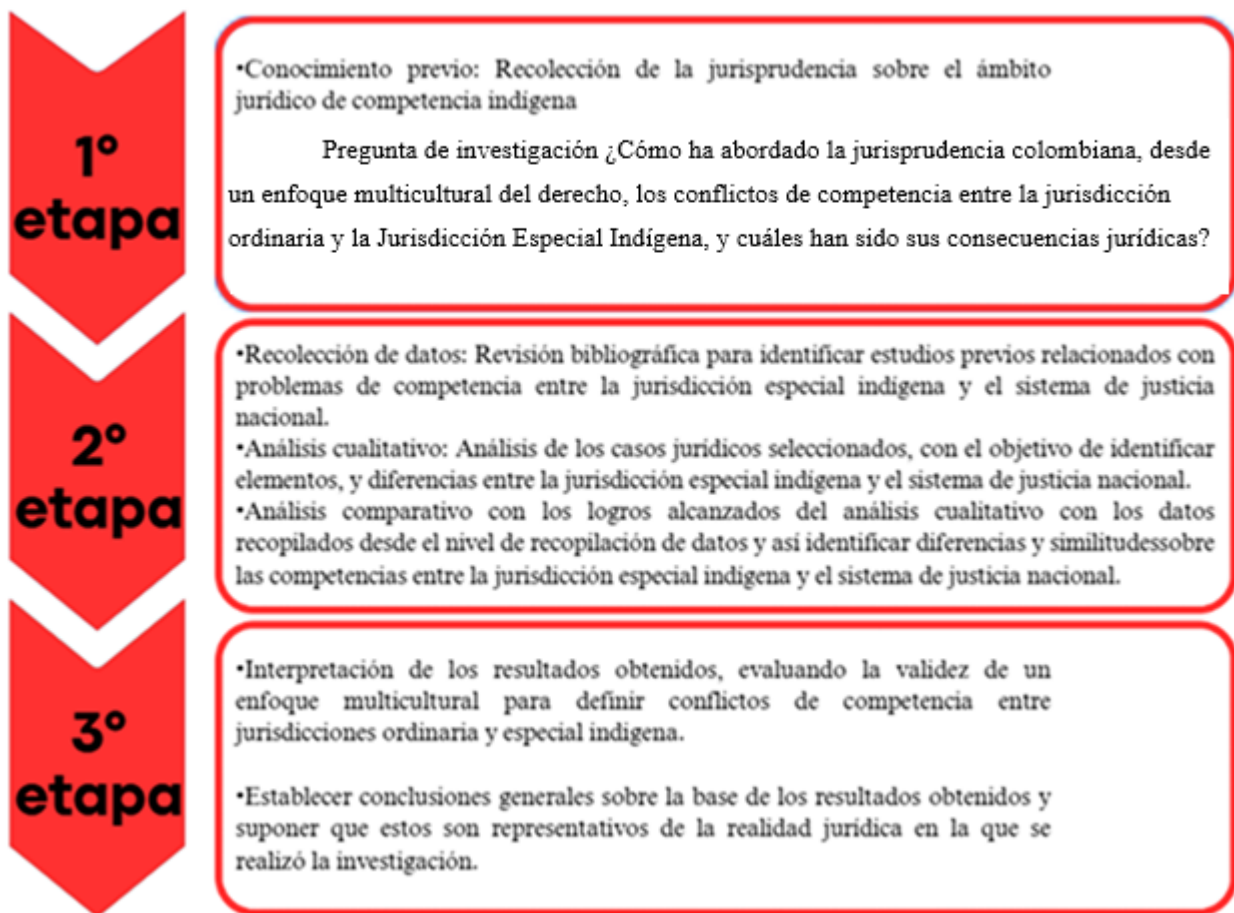 1°
etapa
•Conocimiento previo: Recolección de la jurisprudencia sobre el ámbito
jurídico de competencia indígena
Pregunta de investigación ¿Cómo ha abordado la jurisprudencia colombiana, desde
un enfoque multicultural del derecho, los conflictos de competencia entre la jurisdicción
ordinaria y la Jurisdicción Especial Indígena, y cuáles han sido sus consecuencias jurídicas?
2°
etapa
•Recolección de datos: Revisión bibliográfica para identificar estudios previos relacionados con
problemas de competencia entre la jurisdicción especial indígena y el sistema de justicia
nacional.
•Análisis cualitativo: Análisis de los casos jurídicos seleccionados, con el objetivo de identificar
elementos, y diferencias entre la jurisdicción especial indígena y el sistema de justicia nacional.
•Análisis comparativo con los logros alcanzados del análisis cualitativo con los datos
recopilados desde el nivel de recopilación de datos y así identificar diferencias y similitudessobre
las competencias entre la jurisdicción especial indígena y el sistema de justicia nacional.
3°
etapa
•Interpretación de los resultados obtenidos, evaluando la validez de un
enfoque multicultural para definir conflictos de competencia entre
jurisdicciones ordinaria y especial indígena.
•Establecer conclusiones generales sobre la base de los resultados obtenidos y
suponer que estos son representativos de la realidad jurídica en la que se
realizó la investigación.